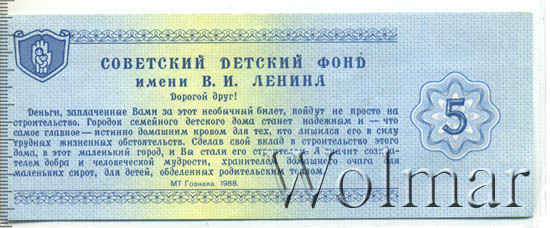 СОВЕТСКИЙ ДЕТСКИЙ ФОНД
имени В. И. ЛЕНИНА
Дорогой друг!
Деньги, заплаченные Вами за этот необычный билет, пойдут не просто на
строительство. Городок семейного детского дома станет надежным и — что
самое главное — истинно домашним кровом для тех, кто лишился его в силу
трудных жизненных обстоятельств. Сделав свой вклад в строительство этого
дома, в этот маленький город, и Вы стали его строителем. А значит созда-
телем добра и человеческой мудрости, хранителем домашнего очага для
маленьких сирот, для детей, обделенных родительским теплом.
МТ Гознака. 1988.
5
Wolmar